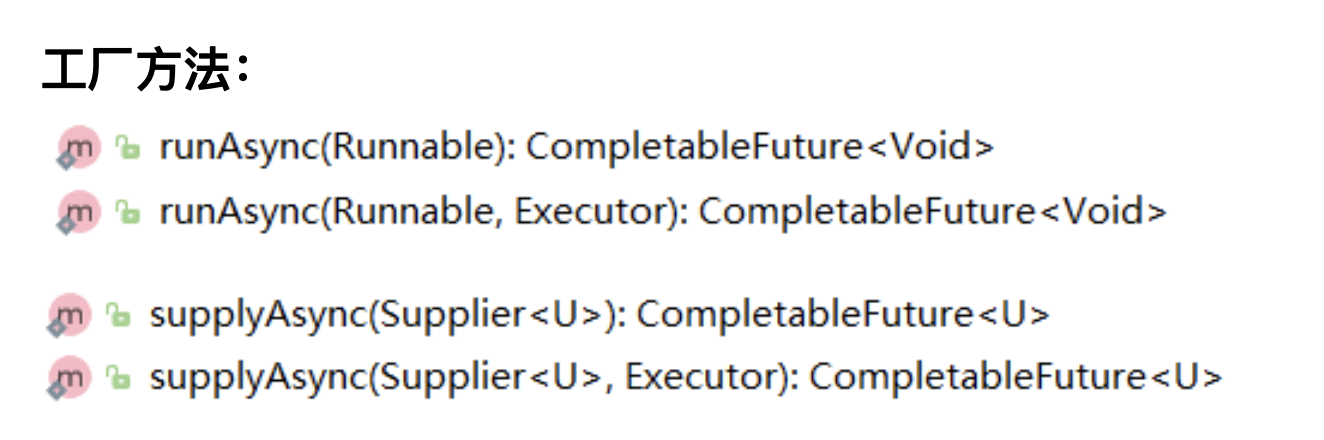 工厂方法：
m runAsync(Runnable): CompletableFuture<Void>
m runAsync(Runnable, Executor): CompletableFuture<Void>
m supplyAsync(Supplier<U>): CompletableFuture<U>
m supplyAsync(Supplier<U>, Executor): CompletableFuture<U>